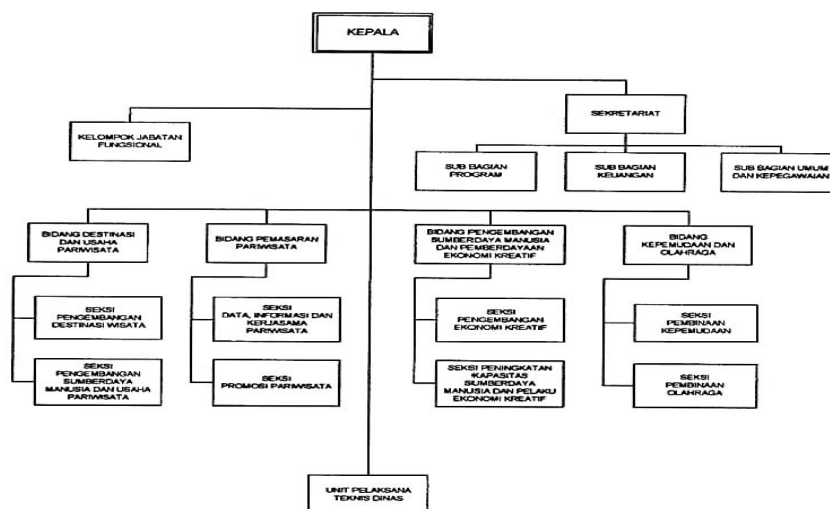 KEPALA
SEKRETARIAT
KELOMPOK JABATAN
FUNGSIONAL
SUB BAGIAN
PROGRAM
SUB BAGIAN
KEUANGAN
SUB BAGIAN UMUM
DAN KEPEGAWAIAN
BIDANG DESTINASI
DAN USAHA
PARIWISATA
BIDANG PEMASARAN
PARIWISATA
BIDANG PENGEMBANGAN
SUMBERDAYA MANUSIA
DAN PEMBERDAYAAN
EKONOMI KREATIF
BIDANG
KEPEMUDAAN DAN
OLAHRAGA
SEKSI
PENGEMBANGAN
DESTINASI WISATA
SEKSI
DATA, INFORMASI DAN
KERJASAMA
PARIWISATA
SEKSI
PENGEMBANGAN
EKONOMI KREATIF
SEKSI
PEMBINAAN
KEPEMUDAAN
SEKSI
PENGEMBANGAN
SUMBERDAYA
MANUSIA DAN USAHA
PARIWISATA
SEKSI
PROMOSI PARIWISATA
SEKSI PENINGKATAN
KAPASITAS
SUMBERDAYA
MANUSIA DAN PELAKU
EKONOMI KREATIF
SEKSI
PEMBINAAN
OLAHRAGA
UNIT PELAKSANA
TEKNIS DINAS